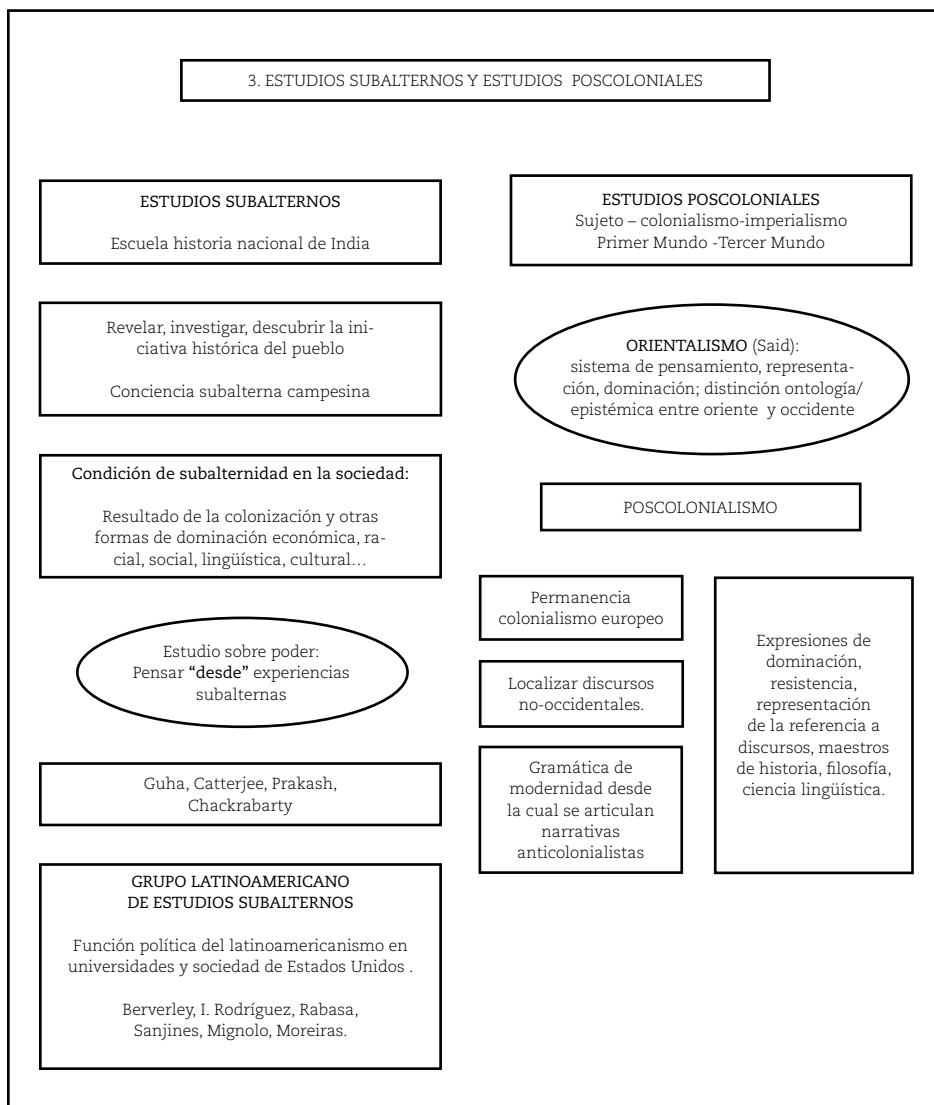 3. ESTUDIOS SUBALTERNOS Y ESTUDIOS POSCOLONIALES
ESTUDIOS SUBALTERNOS
Escuela historia nacional de India
Revelar, investigar, descubrir la ini-
ciativa histórica del pueblo
Conciencia subalterna campesina
Condición de subalternidad en la sociedad:
Resultado de la colonización y otras
formas de dominación económica, ra-
cial, social, lingüística, cultural…
Estudio sobre poder:
Pensar “desde” experiencias
subalternas
Guha, Catterjee, Prakash,
Chackrabarty
GRUPO LATINOAMERICANO
DE ESTUDIOS SUBALTERNOS
Función política del latinoamericanismo en
universidades y sociedad de Estados Unidos .
Berverley, I. Rodríguez, Rabasa,
Sanjines, Mignolo, Moreiras.
ESTUDIOS POSCOLONIALES
Sujeto – colonialismo-imperialismo
Primer Mundo -Tercer Mundo
ORIENTALISMO (Said):
sistema de pensamiento, representa-
ción, dominación; distinción ontología/
epistémica entre oriente y occidente
POSCOLONIALISMO
Permanencia
colonialismo europeo
Localizar discursos
no-occidentales.
Gramática de
modernidad desde
la cual se articulan
narrativas
anticolonialistas
Expresiones de
dominación,
resistencia,
representación
de la referencia a
discursos, maestros
de historia, filosofía,
ciencia lingüística.